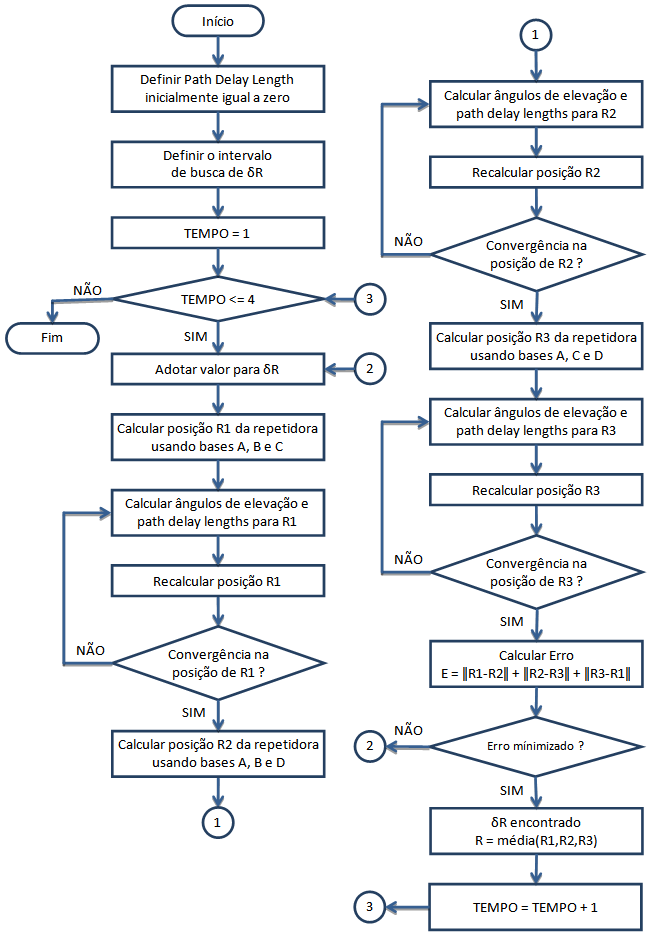 Início
Definir Path Delay Length
inicialmente igual a zero
Definir o intervalo
de busca de δR
TEMPO = 1
TEMPO <= 4
NÃO
3
Fim
SIM
Adotar valor para δR
2
Calcular posição R1 da repetidora
usando bases A, B e C
Calcular ângulos de elevação e
path delay lengths para R1
Recalcular posição R1
NÃO
Convergência na
posição de R1 ?
SIM
Calcular posição R2 da repetidora
usando bases A, B e D
1
1
Calcular ângulos de elevação e
path delay lengths para R2
Recalcular posição R2
NÃO
Convergência na
posição de R2 ?
SIM
Calcular posição R3 da repetidora
usando bases A, C e D
Calcular ângulos de elevação e
path delay lengths para R3
Recalcular posição R3
NÃO
Convergência na
posição de R3 ?
SIM
Calcular Erro
E = ‖R1-R2‖ + ‖R2-R3‖ + ‖R3-R1‖
NÃO
2
Erro mínimizado ?
SIM
δR encontrado
R = média(R1,R2,R3)
3
TEMPO = TEMPO + 1